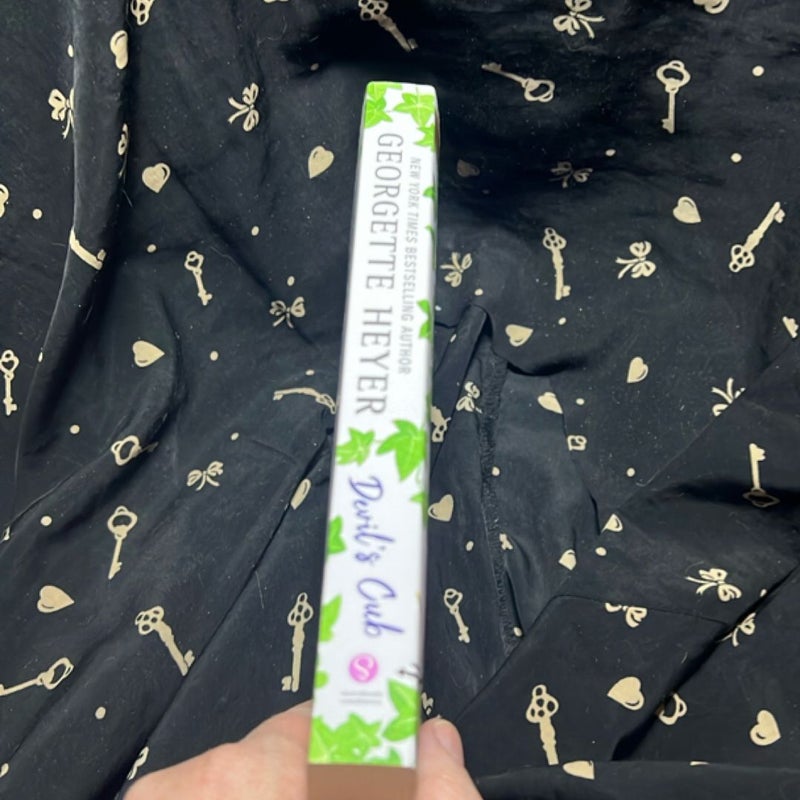 NEW YORK TIMES BESTSELLING AUTHOR
GEORGETTE HEYER
Devil's Cub